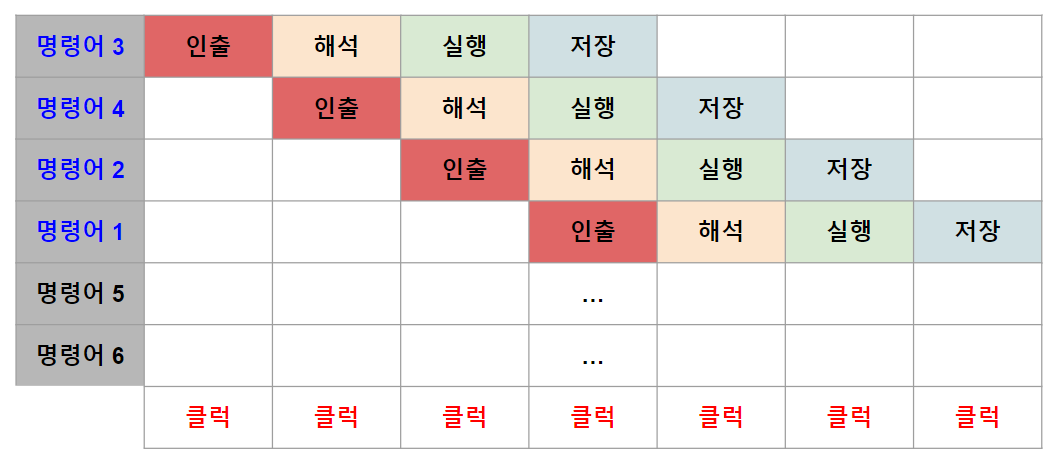 명령어 3 인출 해석 실행 저장
명령어 4 인출 해석 실행 저장
명령어 2 인출 해석 실행 저장
명령어 1 인출 해석 실행 저장
명령어 5 ...
명령어 6 ...
클럭 클럭 클럭 클럭 클럭 클럭 클럭